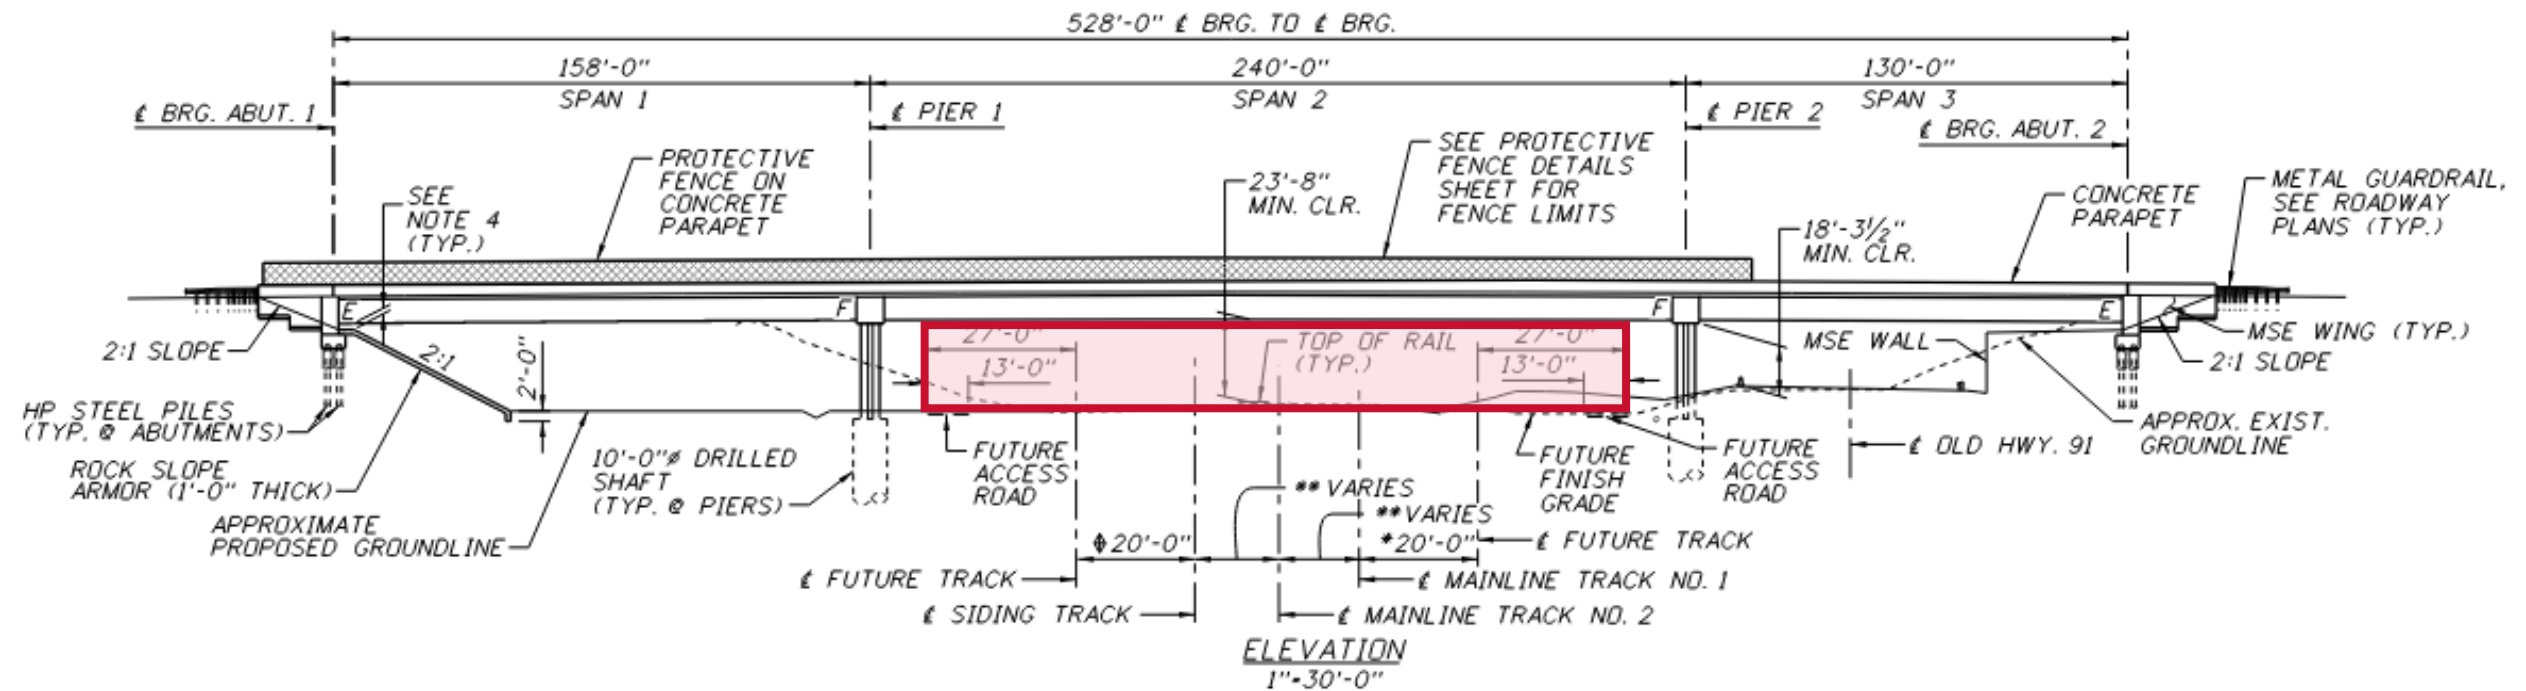 528'-0" ℄ BRG. TO ℄ BRG.
158'-0"
SPAN 1
240'-0"
SPAN 2
130'-0"
SPAN 3
℄ BRG. ABUT. 1
℄ PIER 1
℄ PIER 2
℄ BRG. ABUT. 2
SEE
NOTE 4
(TYP.)
PROTECTIVE
FENCE ON
CONCRETE
PARAPET
23'-8"
MIN. CLR.
SEE PROTECTIVE
FENCE DETAILS
SHEET FOR
FENCE LIMITS
18'-3½"
MIN. CLR.
CONCRETE
PARAPET
METAL GUARDRAIL,
SEE ROADWAY
PLANS (TYP.)
E
F
F
E
2:1 SLOPE
2:1
2'-0"
27'-0"
13'-0"
TOP OF RAIL
(TYP.)
27'-0"
13'-0"
MSE WALL
MSE WING (TYP.)
2:1 SLOPE
HP STEEL PILES
(TYP. @ ABUTMENTS)
ROCK SLOPE
ARMOR (1'-0" THICK)
APPROXIMATE
PROPOSED GROUNDLINE
10'-0"ø DRILLED
SHAFT
(TYP. @ PIERS)
FUTURE
ACCESS
ROAD
FUTURE
FINISH
GRADE
FUTURE
ACCESS
ROAD
℄ OLD HWY. 91
APPROX. EXIST.
GROUNDLINE
**VARIES
**VARIES
⌖20'-0"
*20'-0"
℄ FUTURE TRACK
℄ FUTURE TRACK
℄ MAINLINE TRACK NO. 1
℄ SIDING TRACK
℄ MAINLINE TRACK NO. 2
ELEVATION
1"=30'-0"